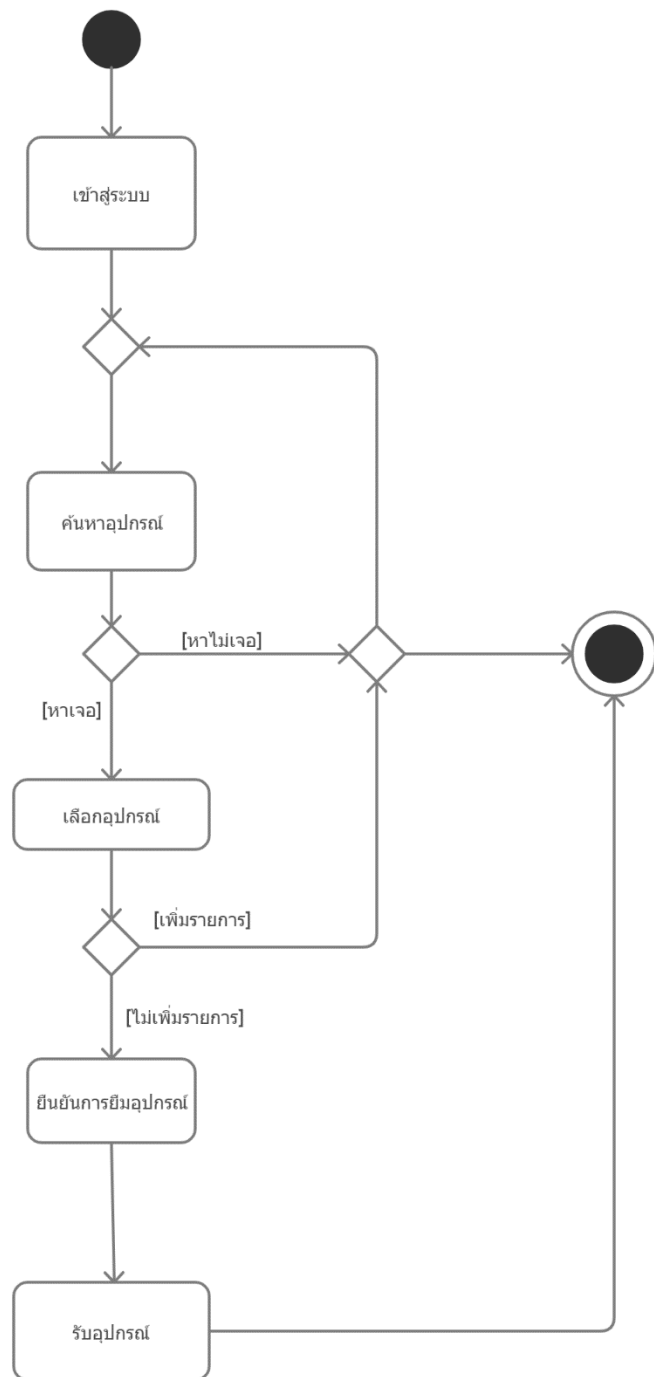 เข้าสู่ระบบ
ค้นหาอุปกรณ์
[หาไม่เจอ]
[หาเจอ]
เลือกอุปกรณ์
[เพิ่มรายการ]
[ไม่เพิ่มรายการ]
ยืนยันการยืมอุปกรณ์
รับอุปกรณ์